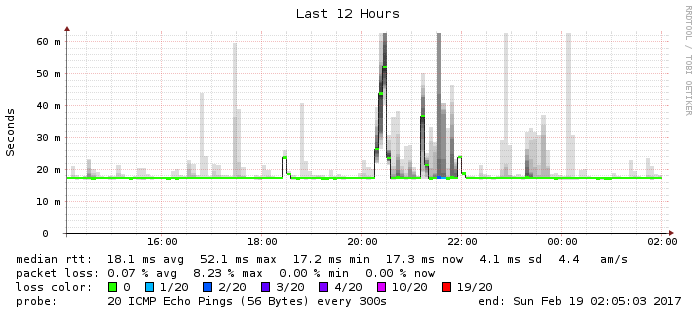 Last 12 Hours
RRDTOOL / TOBI OETIKER
Seconds
60 m
50 m
40 m
30 m
20 m
10 m
0
16:00 18:00 20:00 22:00 00:00 02:00
median rtt: 18.1 ms avg 52.1 ms max 17.2 ms min 17.3 ms now 4.1 ms sd 4.4 am/s
packet loss: 0.07 % avg 8.23 % max 0.00 % min 0.00 % now
loss color: 0 1/20 2/20 3/20 4/20 10/20 19/20
probe: 20 ICMP Echo Pings (56 Bytes) every 300s end: Sun Feb 19 02:05:03 2017